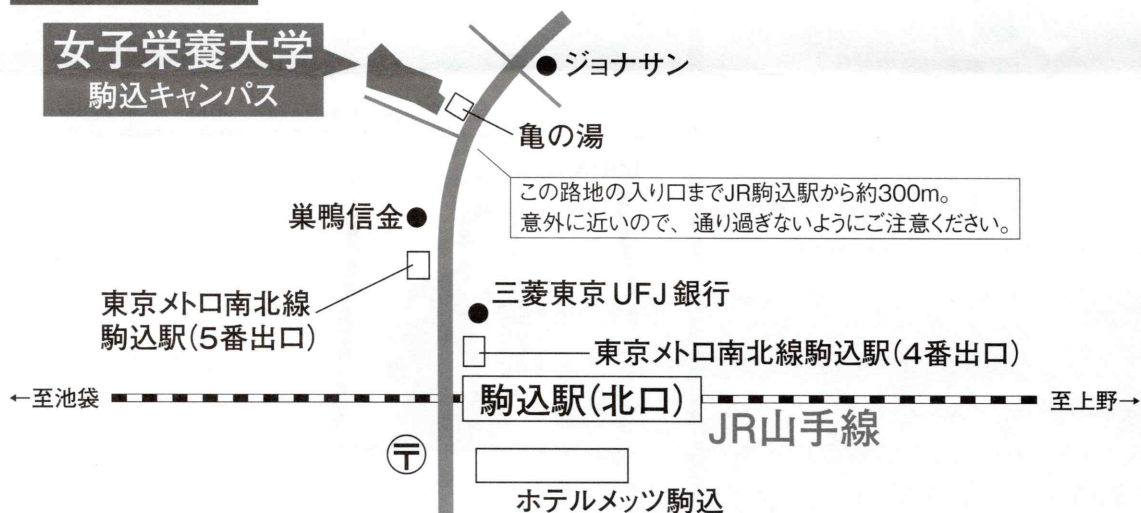 女子栄養大学
駒込キャンパス
ジョナサン
亀の湯
この路地の入り口までJR駒込駅から約300m。
意外に近いので、通り過ぎないようにご注意ください。
巣鴨信金
東京メトロ南北線
駒込駅(5番出口)
三菱東京UFJ銀行
東京メトロ南北線駒込駅(4番出口)
←至池袋
駒込駅(北口)
至上野→
JR山手線
〒
ホテルメッツ駒込